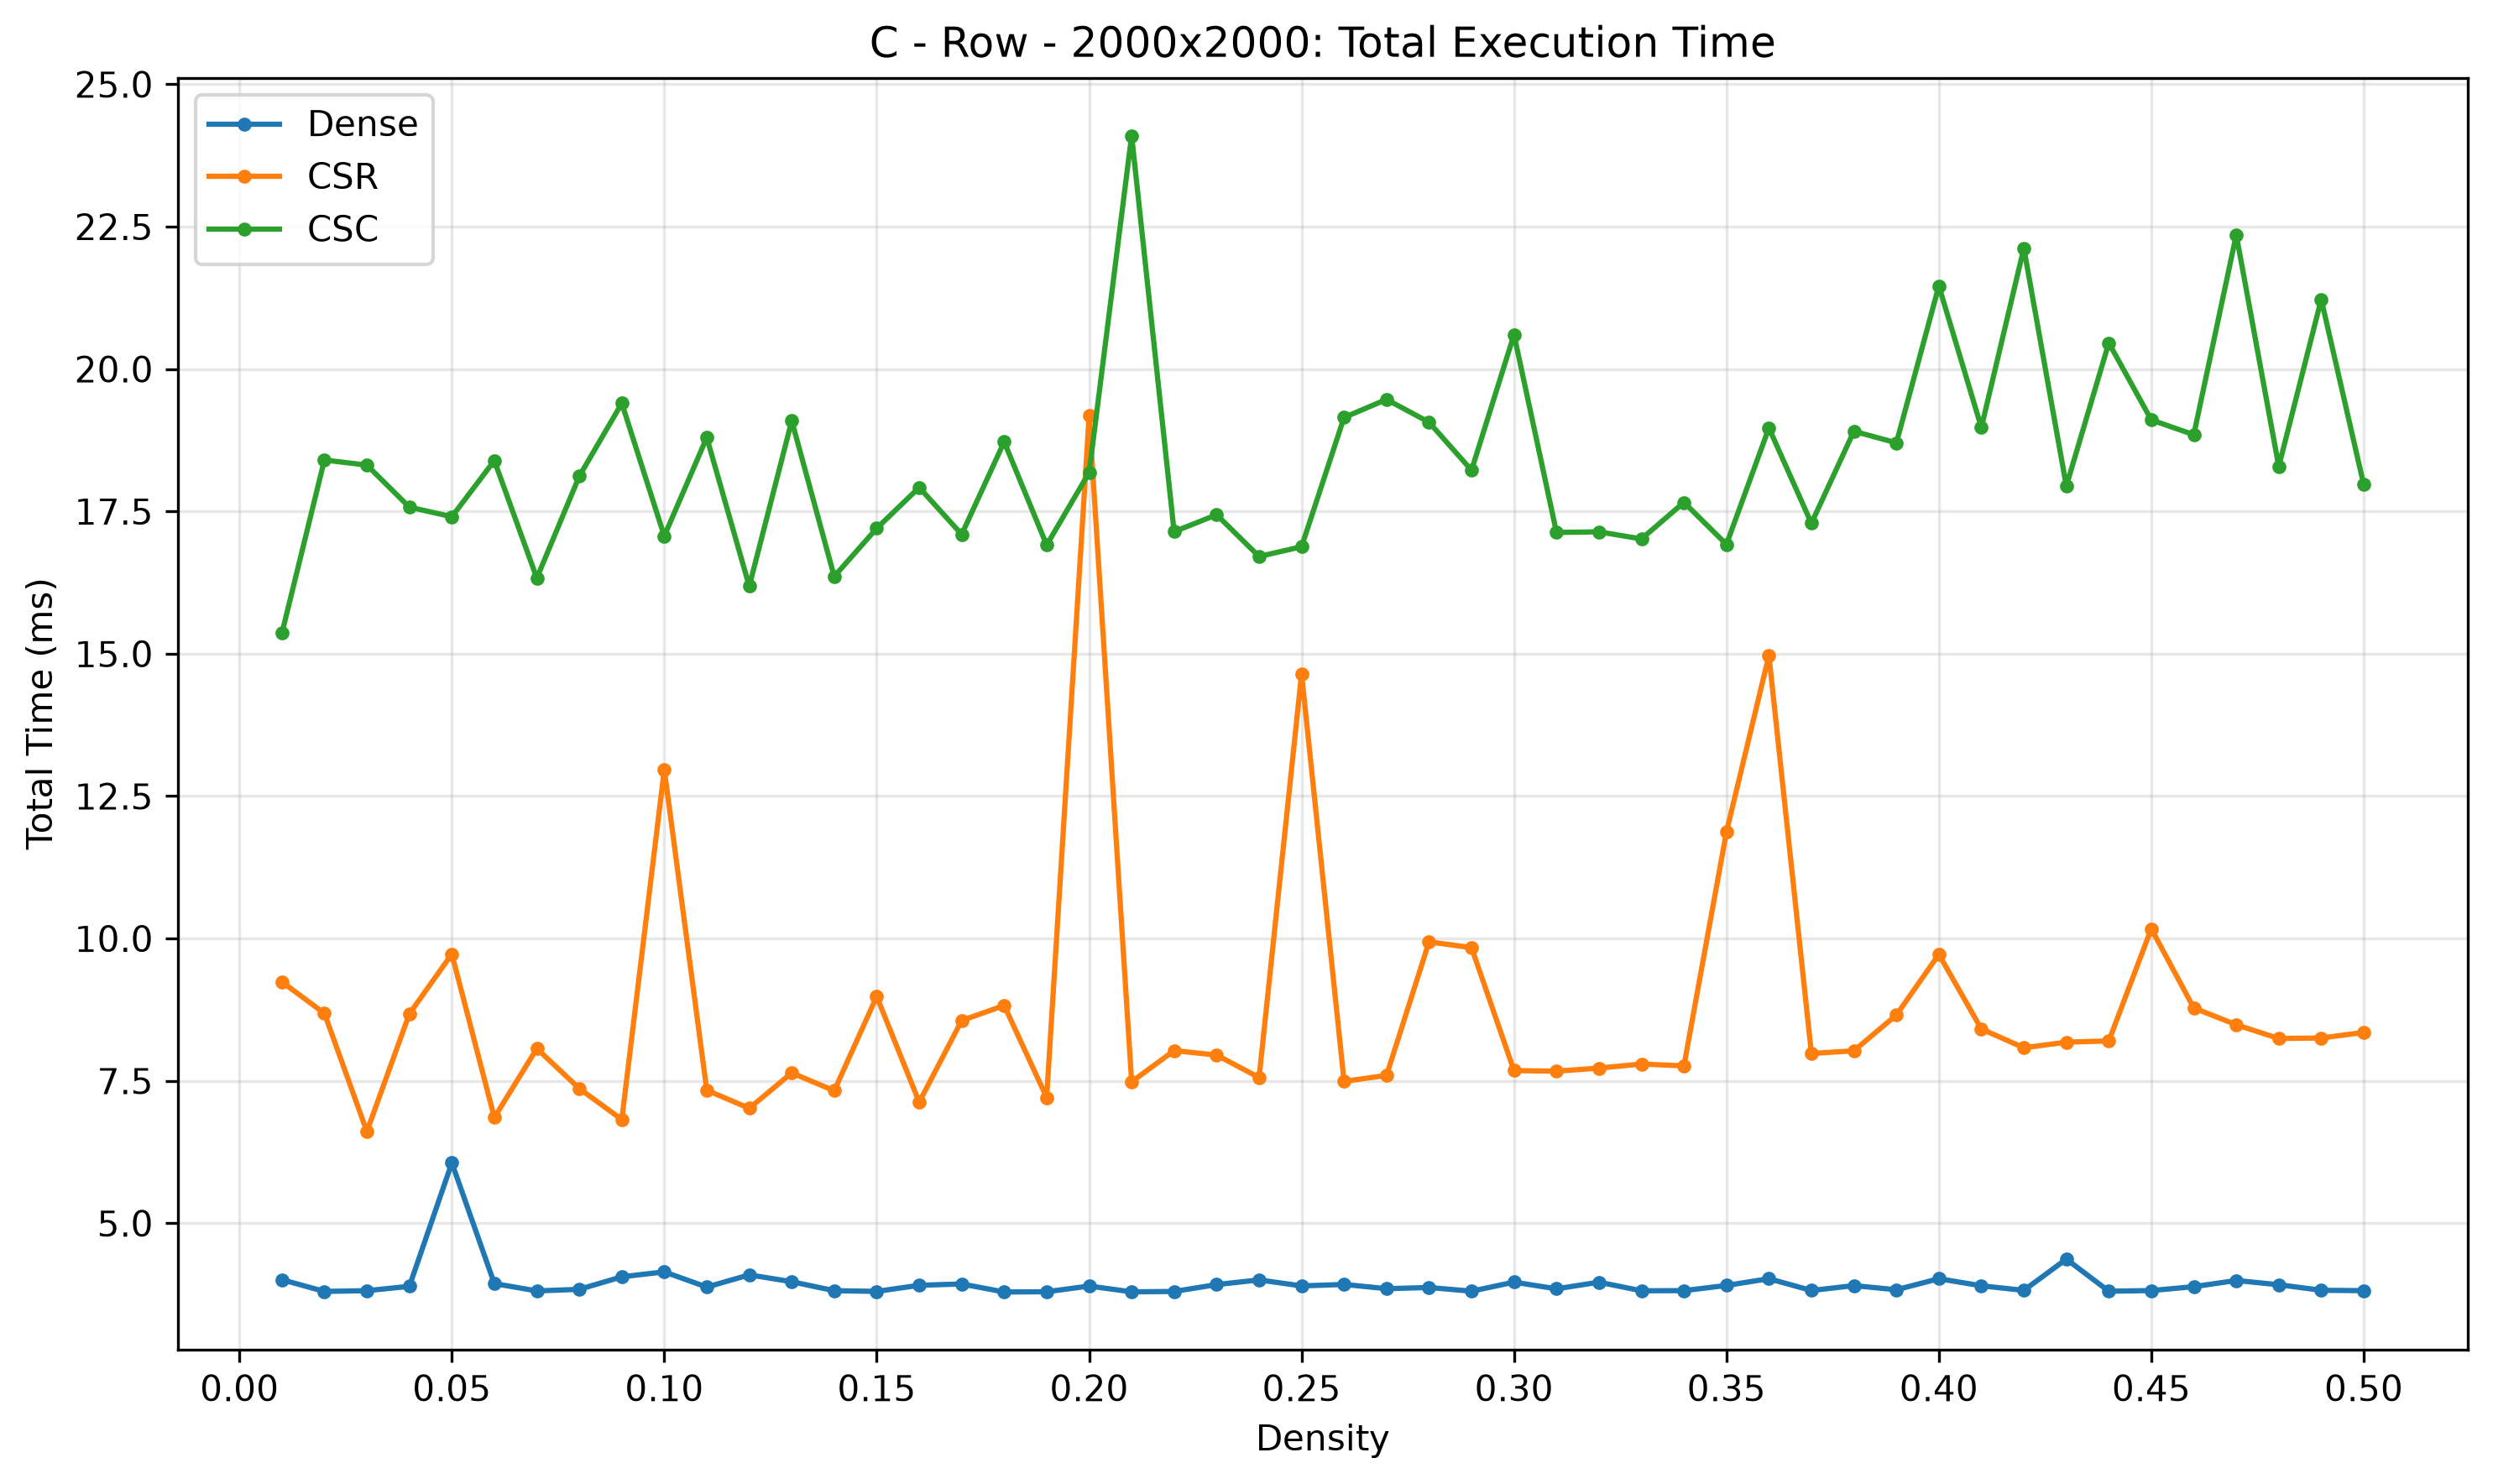 C - Row - 2000x2000: Total Execution Time
Dense
CSR
CSC
Total Time (ms)
25.0
22.5
20.0
17.5
15.0
12.5
10.0
7.5
5.0
0.00 0.05 0.10 0.15 0.20 0.25 0.30 0.35 0.40 0.45 0.50
Density